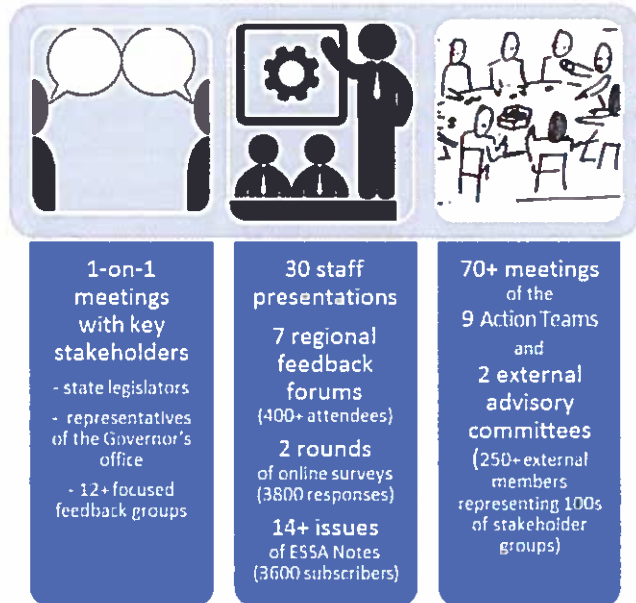 1-on-1
meetings
with key
stakeholders
- state legislators
- representatives
of the Governor's
office
- 12+ focused
feedback groups
30 staff
presentations
7 regional
feedback
forums
(400+ attendees)
2 rounds
of online surveys
(3800 responses)
14+ issues
of ESSA Notes
(3600 subscribers)
70+ meetings
of the
9 Action Teams
and
2 external
advisory
committees
(250+ external
members
representing 100s
of stakeholder
groups)